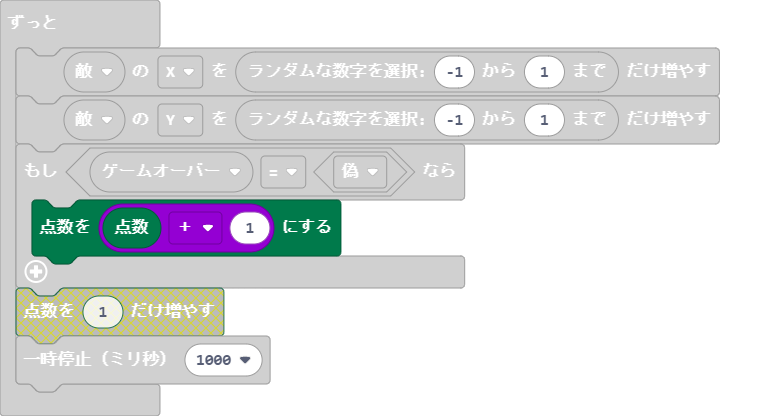 ずっと
敵 の X を ランダムな数字を選択: -1 から 1 まで だけ増やす
敵 の Y を ランダムな数字を選択: -1 から 1 まで だけ増やす
もし ゲームオーバー = 偽 なら
点数を 点数 + 1 にする
点数を 1 だけ増やす
一時停止（ミリ秒） 1000